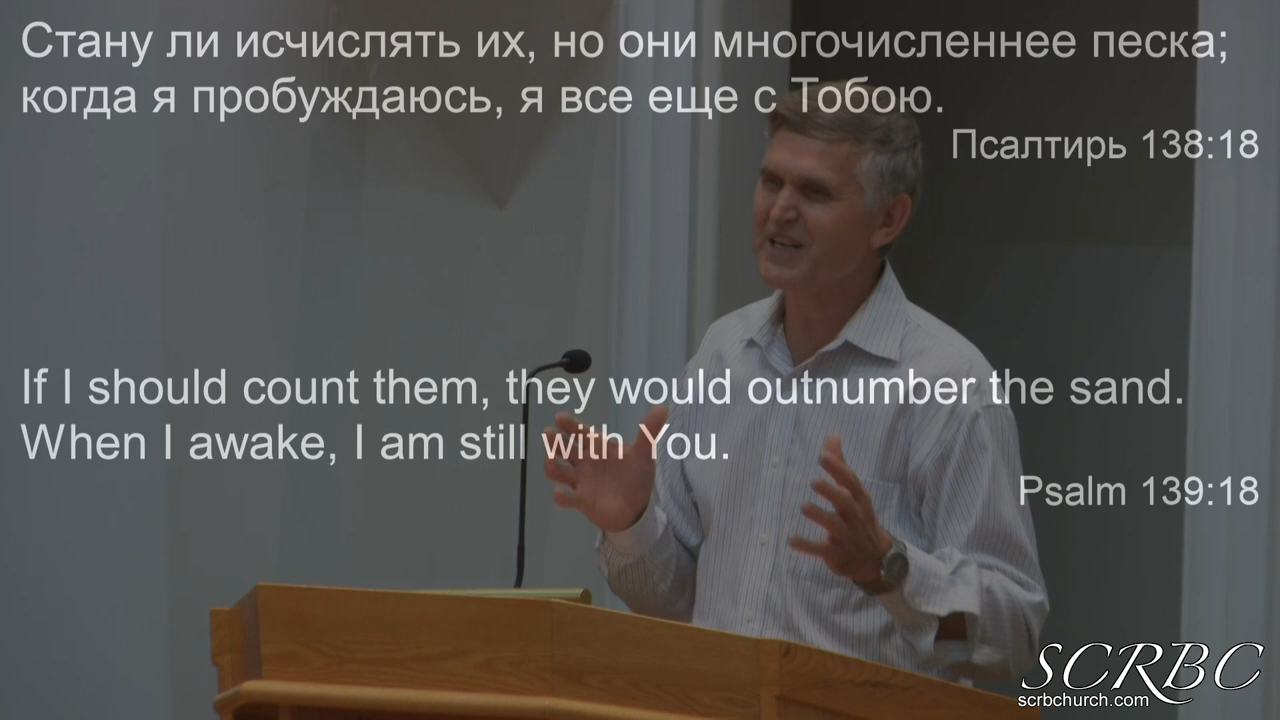 Стану ли исчислять их, но они многочисленнее песка;
когда я пробуждаюсь, я все еще с Тобою.
Псалтирь 138:18
If I should count them, they would outnumber the sand.
When I awake, I am still with You.
Psalm 139:18
SCRBC
scrbchurch.com